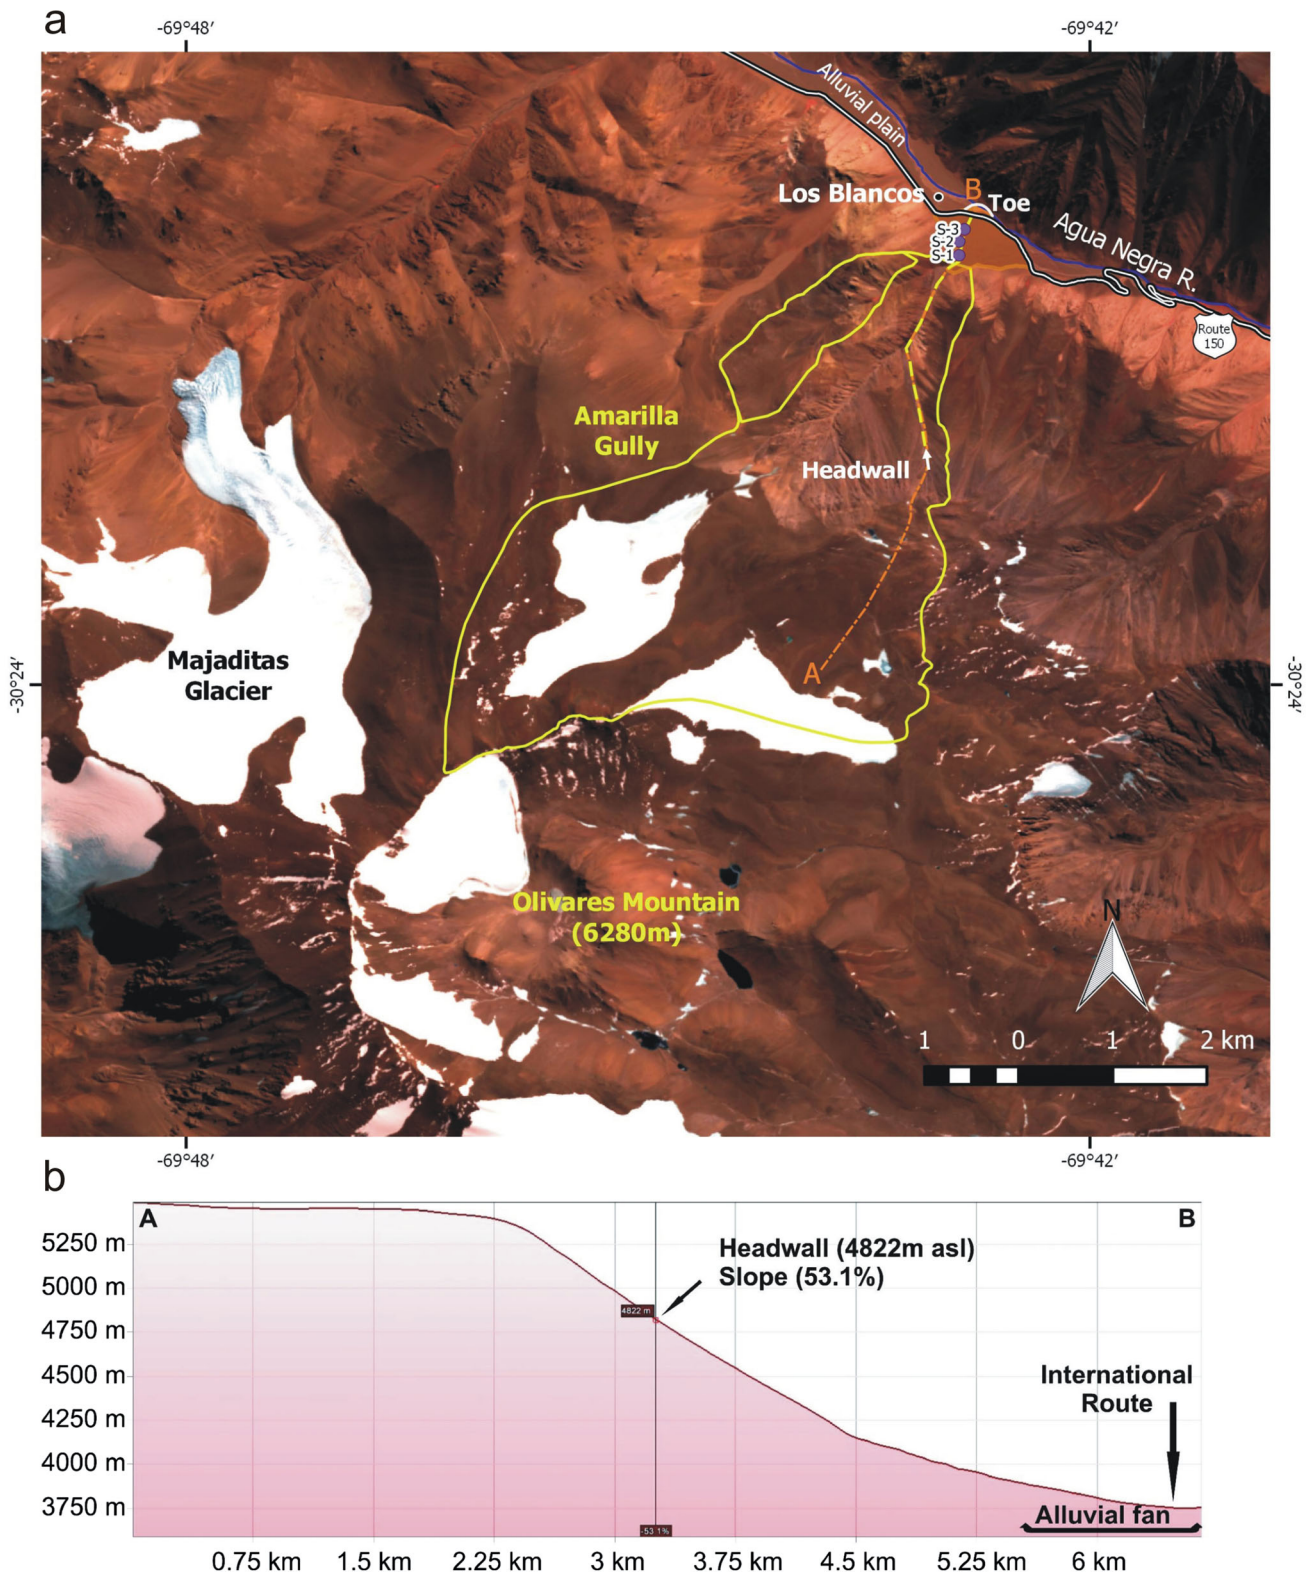 a
-69°48′
-69°42′
Alluvial plain
Los Blancos
B
Toe
S-3
S-2
S-1
Agua Negra R.
Route
150
Amarilla
Gully
Headwall
Majaditas
Glacier
A
-30°24′
-30°24′
Olivares Mountain
(6280m)
N
1 0 1 2 km
-69°48′
-69°42′
b
A
B
5250 m
5000 m
4750 m
4500 m
4250 m
4000 m
3750 m
Headwall (4822m asl)
Slope (53.1%)
4822 m
International
Route
Alluvial fan
-53.1%
0.75 km
1.5 km
2.25 km
3 km
3.75 km
4.5 km
5.25 km
6 km